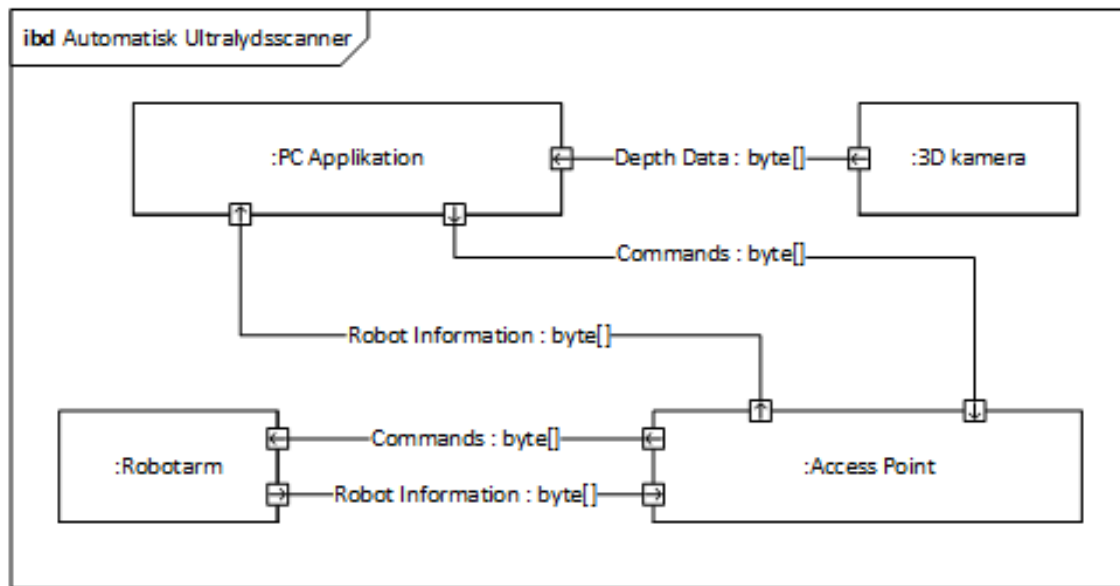 ibd Automatisk Ultralydsscanner
:PC Applikation
Depth Data : byte[]
:3D kamera
Commands : byte[]
Robot Information : byte[]
:Robotarm
Commands : byte[]
Robot Information : byte[]
:Access Point